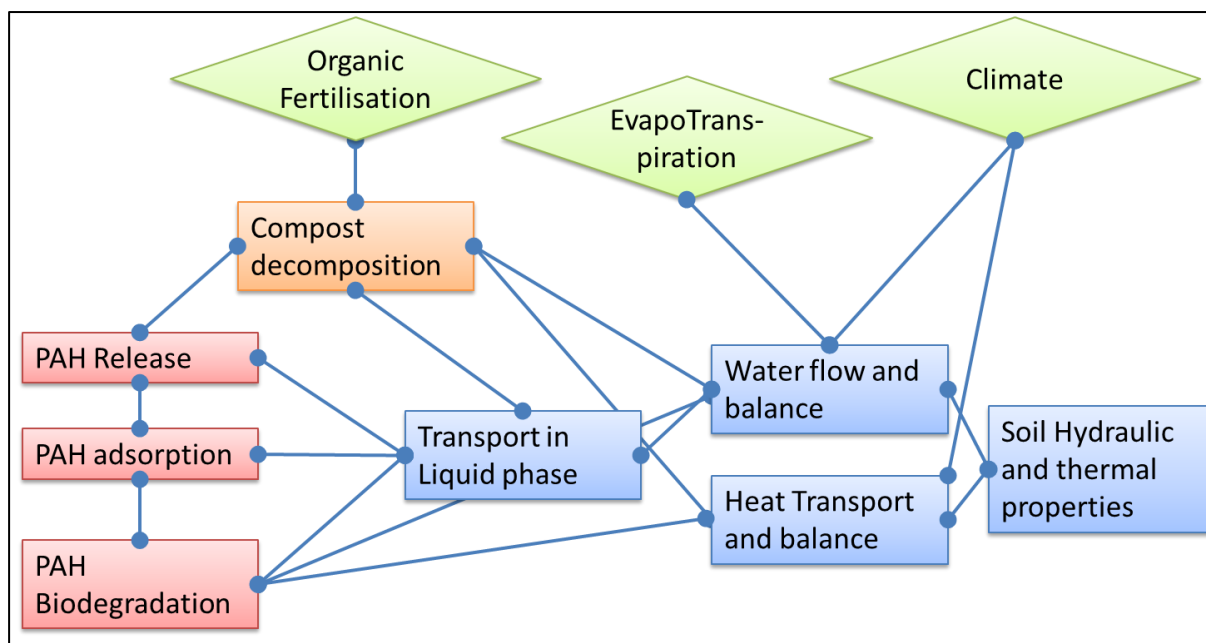 Organic
Fertilisation
EvapoTrans-
piration
Climate
Compost
decomposition
PAH Release
PAH adsorption
PAH
Biodegradation
Transport in
Liquid phase
Water flow and
balance
Heat Transport
and balance
Soil Hydraulic
and thermal
properties